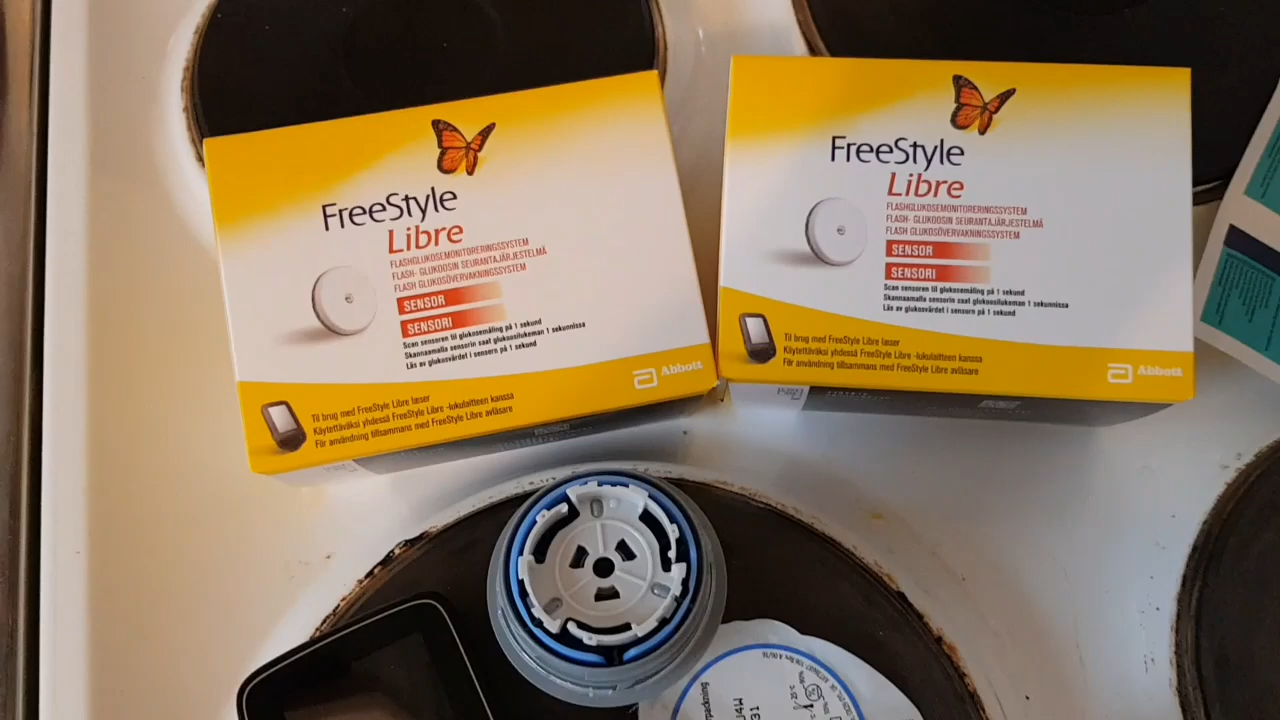 FreeStyle
Libre
FLASHGLUKOSEMONITORERINGSSYSTEM
FLASH- GLUKOOSIN SEURANTAJÄRJESTELMÄ
FLASH GLUKOSÖVERVAKNINGSSYSTEM
SENSOR
SENSORI
Scan sensoren til glukosemåling på 1 sekund
Skannaamalla sensorin saat glukoosilukeman 1 sekunnissa
Läs av glukosvärdet i sensorn på 1 sekund
Til brug med FreeStyle Libre læser
Käytettäväksi yhdessä FreeStyle Libre -lukulaitteen kanssa
För användning tillsammans med FreeStyle Libre avläsare
Abbott
FreeStyle
Libre
FLASHGLUKOSEMONITORERINGSSYSTEM
FLASH- GLUKOOSIN SEURANTAJÄRJESTELMÄ
FLASH GLUKOSÖVERVAKNINGSSYSTEM
SENSOR
SENSORI
Scan sensoren til glukosemåling på 1 sekund
Skannaamalla sensorin saat glukoosilukeman 1 sekunnissa
Läs av glukosvärdet i sensorn på 1 sekund
Til brug med FreeStyle Libre læser
Käytettäväksi yhdessä FreeStyle Libre -lukulaitteen kanssa
För användning tillsammans med FreeStyle Libre avläsare
Abbott